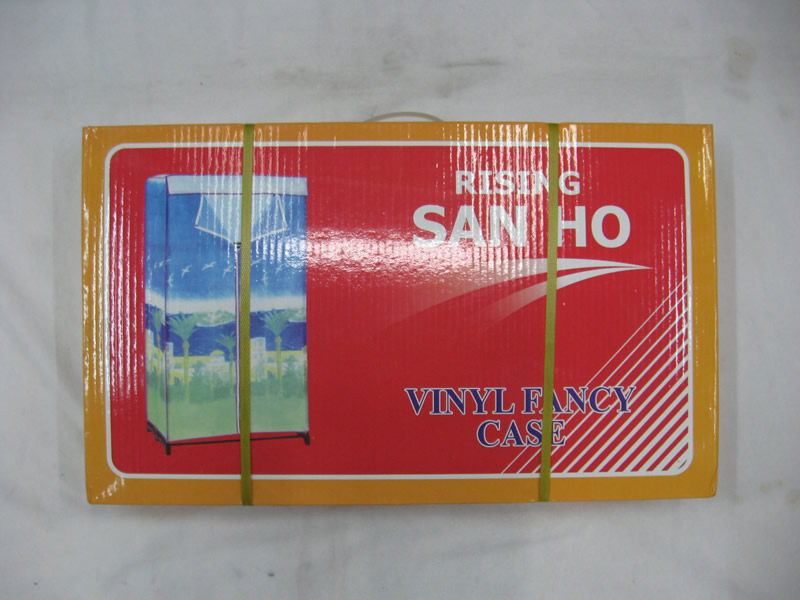 RISING
SAN HO
VINYL FANCY
CASE